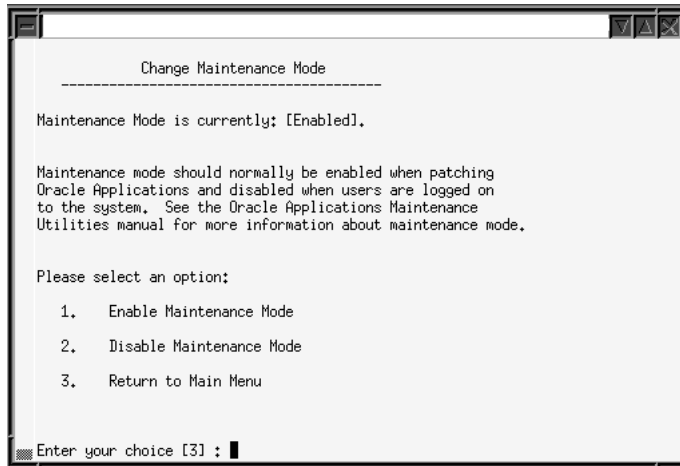 Change Maintenance Mode
----------------------------------------
Maintenance Mode is currently: [Enabled].
Maintenance mode should normally be enabled when patching
Oracle Applications and disabled when users are logged on
to the system.  See the Oracle Applications Maintenance
Utilities manual for more information about maintenance mode.
Please select an option:
1.    Enable Maintenance Mode
2.    Disable Maintenance Mode
3.    Return to Main Menu
Enter your choice [3] :